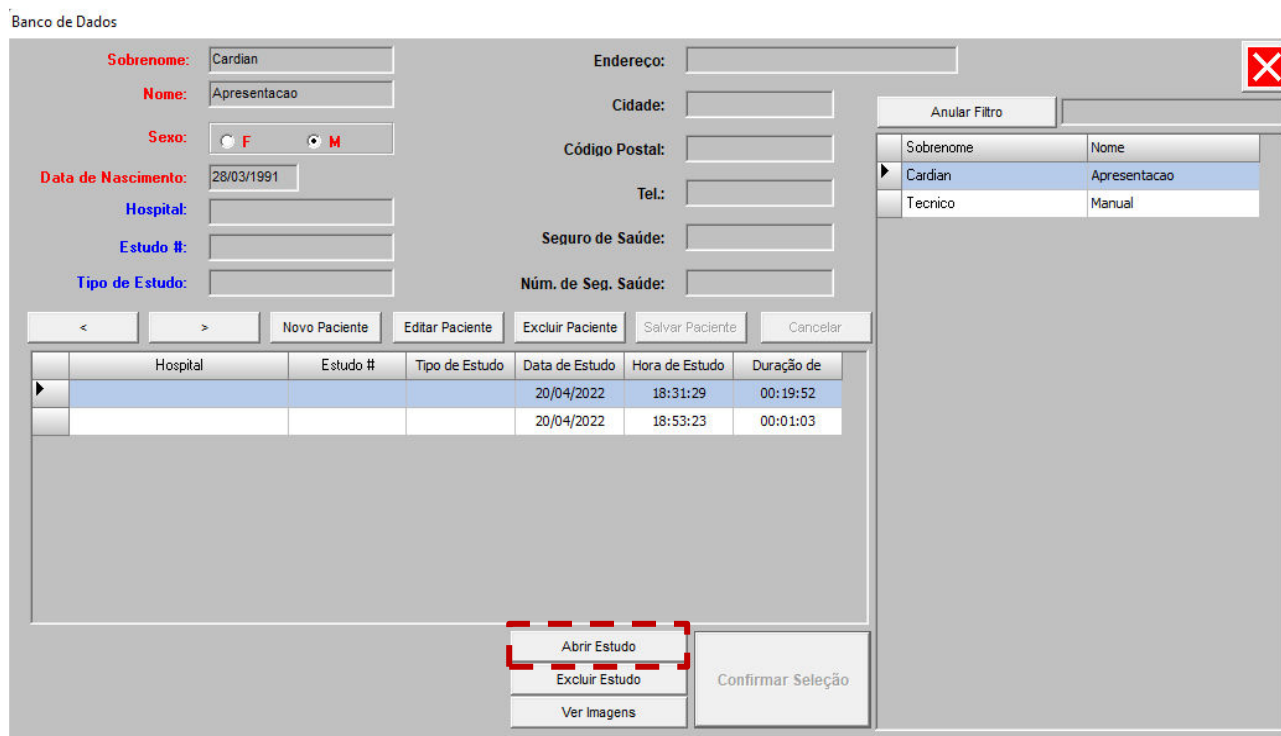 Banco de Dados
Sobrenome: Cardian
Nome: Apresentacao
Sexo: F M
Data de Nascimento: 28/03/1991
Hospital:
Estudo #:
Tipo de Estudo:
Endereço:
Cidade:
Código Postal:
Tel.:
Seguro de Saúde:
Núm. de Seg. Saúde:
Anular Filtro
Sobrenome Nome
Cardian Apresentacao
Tecnico Manual
< > Novo Paciente Editar Paciente Excluir Paciente Salvar Paciente Cancelar
Hospital Estudo # Tipo de Estudo Data de Estudo Hora de Estudo Duração de
20/04/2022 18:31:29 00:19:52
20/04/2022 18:53:23 00:01:03
Abrir Estudo
Excluir Estudo
Ver Imagens
Confirmar Seleção